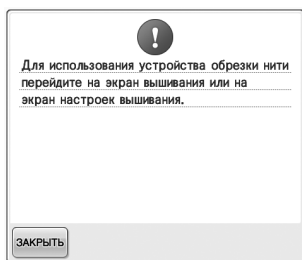 Для использования устройства обрезки нити
перейдите на экран вышивания или на
экран настроек вышивания.
ЗАКРЫТЬ